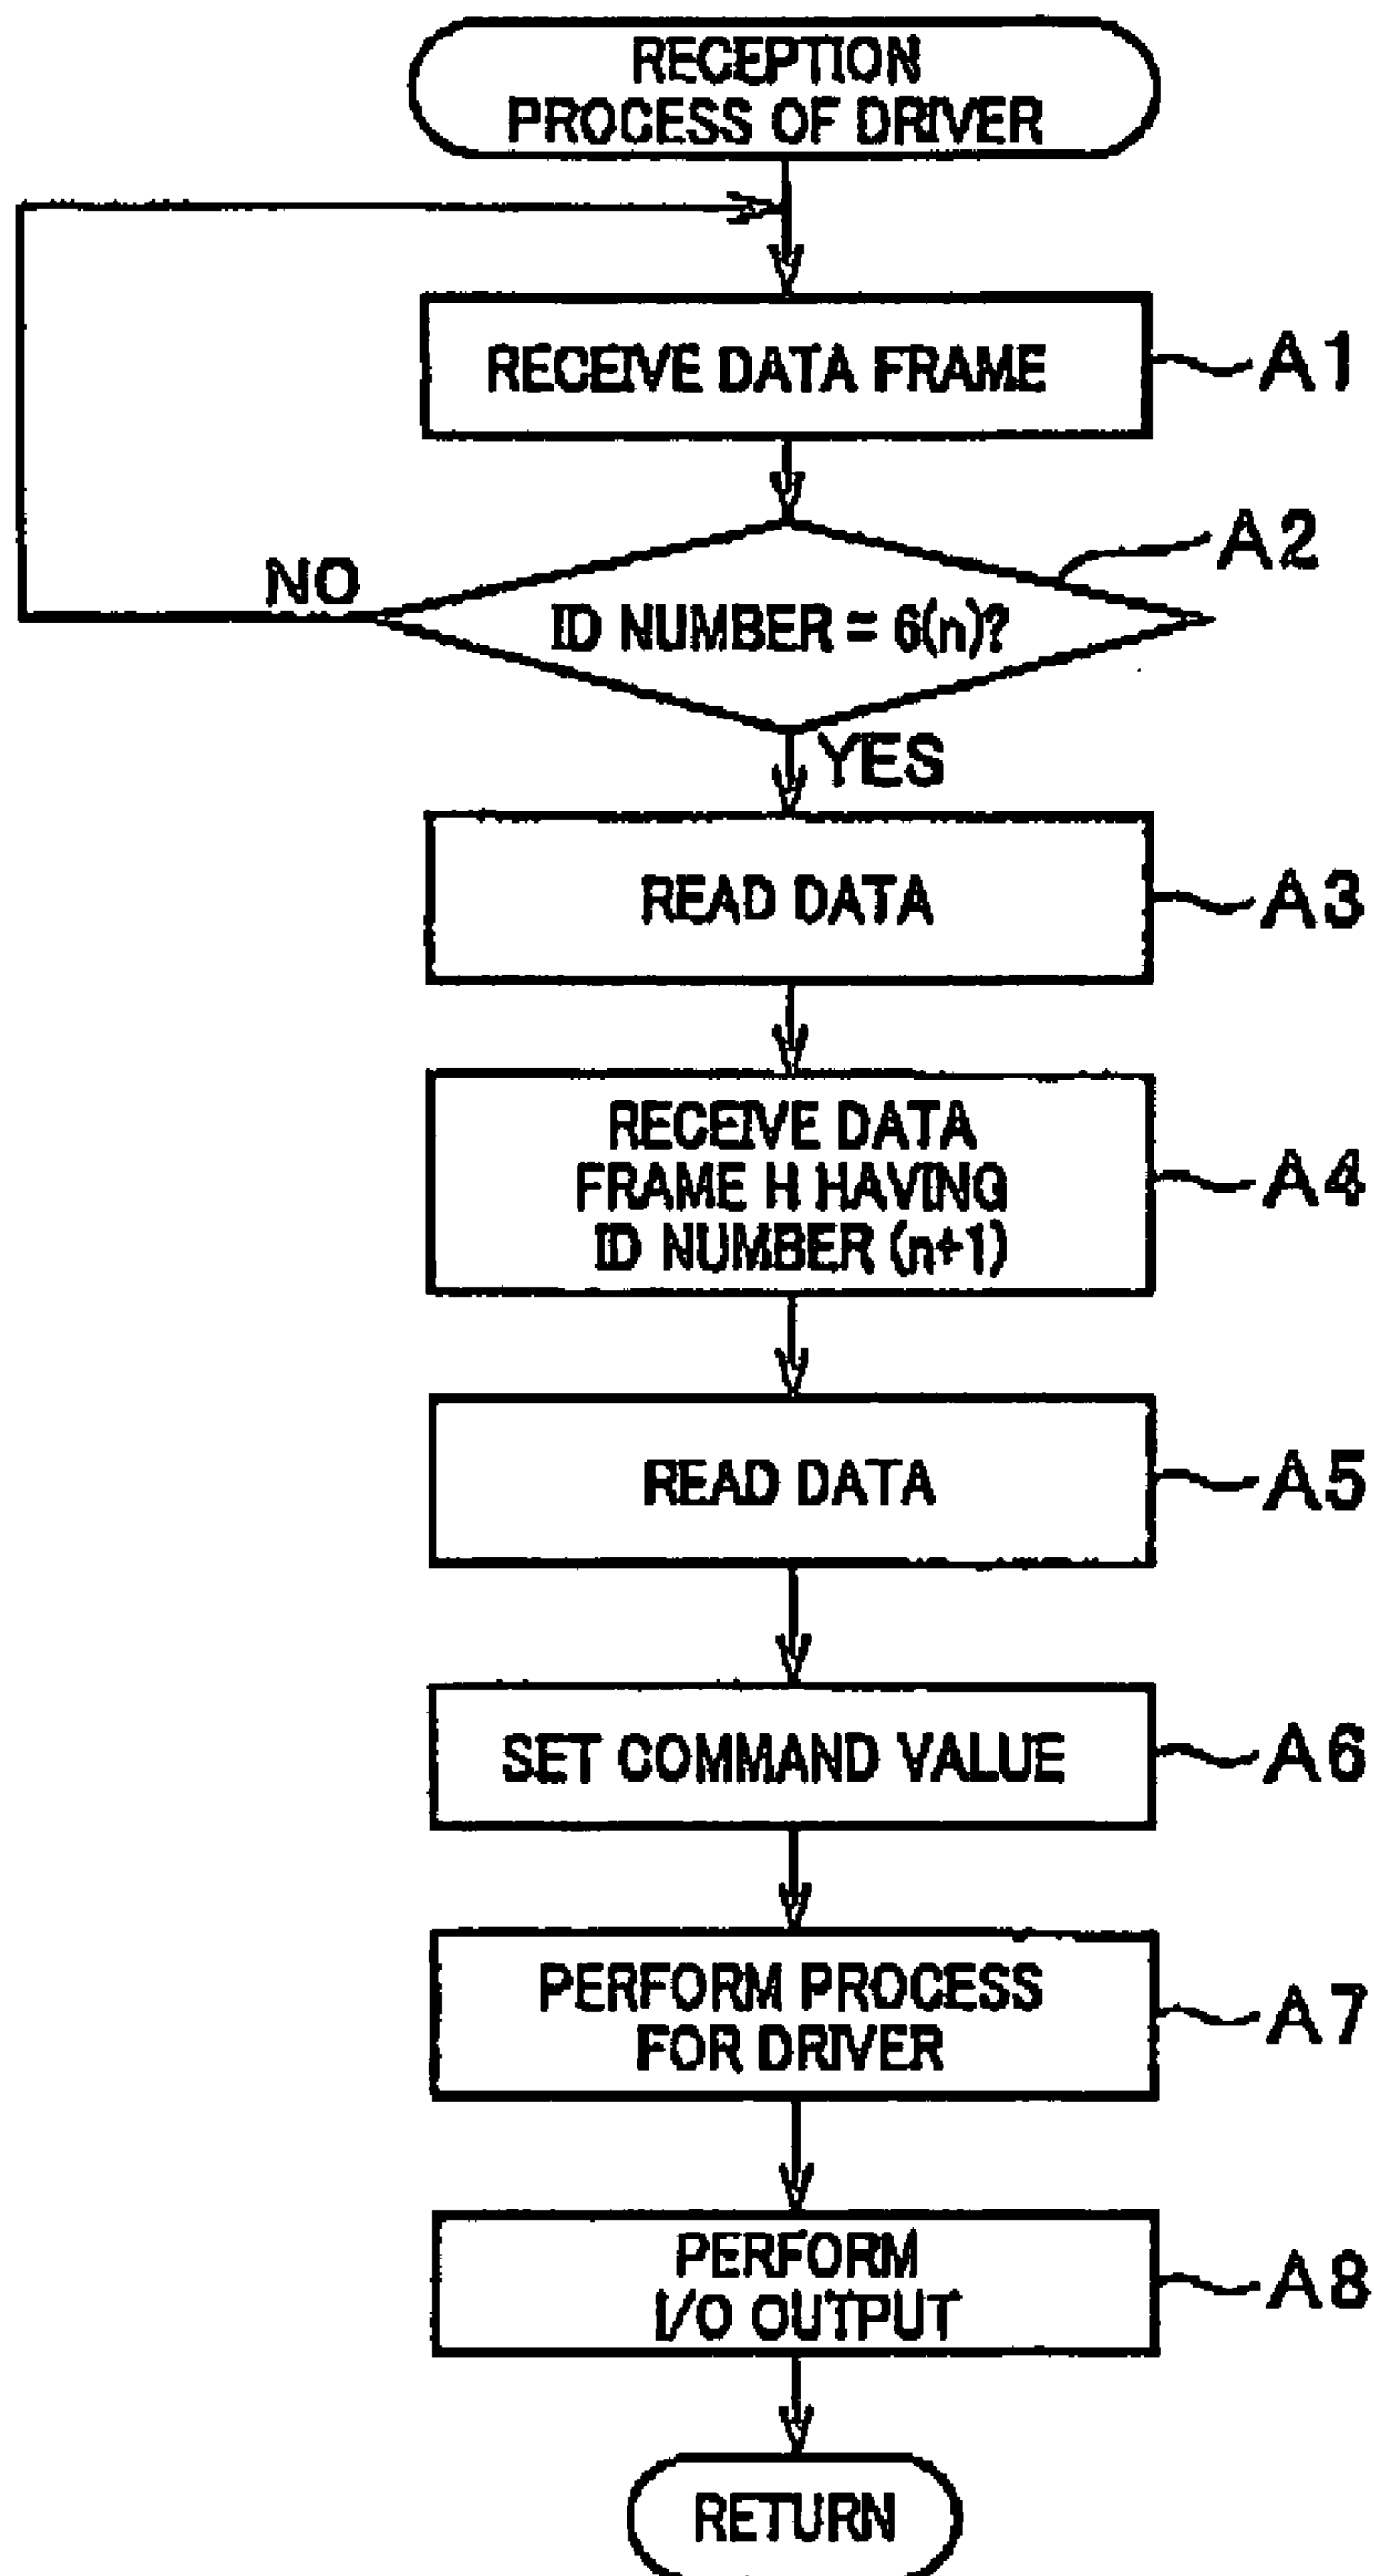 RECEPTION
PROCESS OF DRIVER
RECEIVE DATA FRAME
A1
A2
NO
ID NUMBER = 6(n)?
YES
READ DATA
A3
RECEIVE DATA
FRAME H HAVING
ID NUMBER (n+1)
A4
READ DATA
A5
SET COMMAND VALUE
A6
PERFORM PROCESS
FOR DRIVER
A7
PERFORM
I/O OUTPUT
A8
RETURN